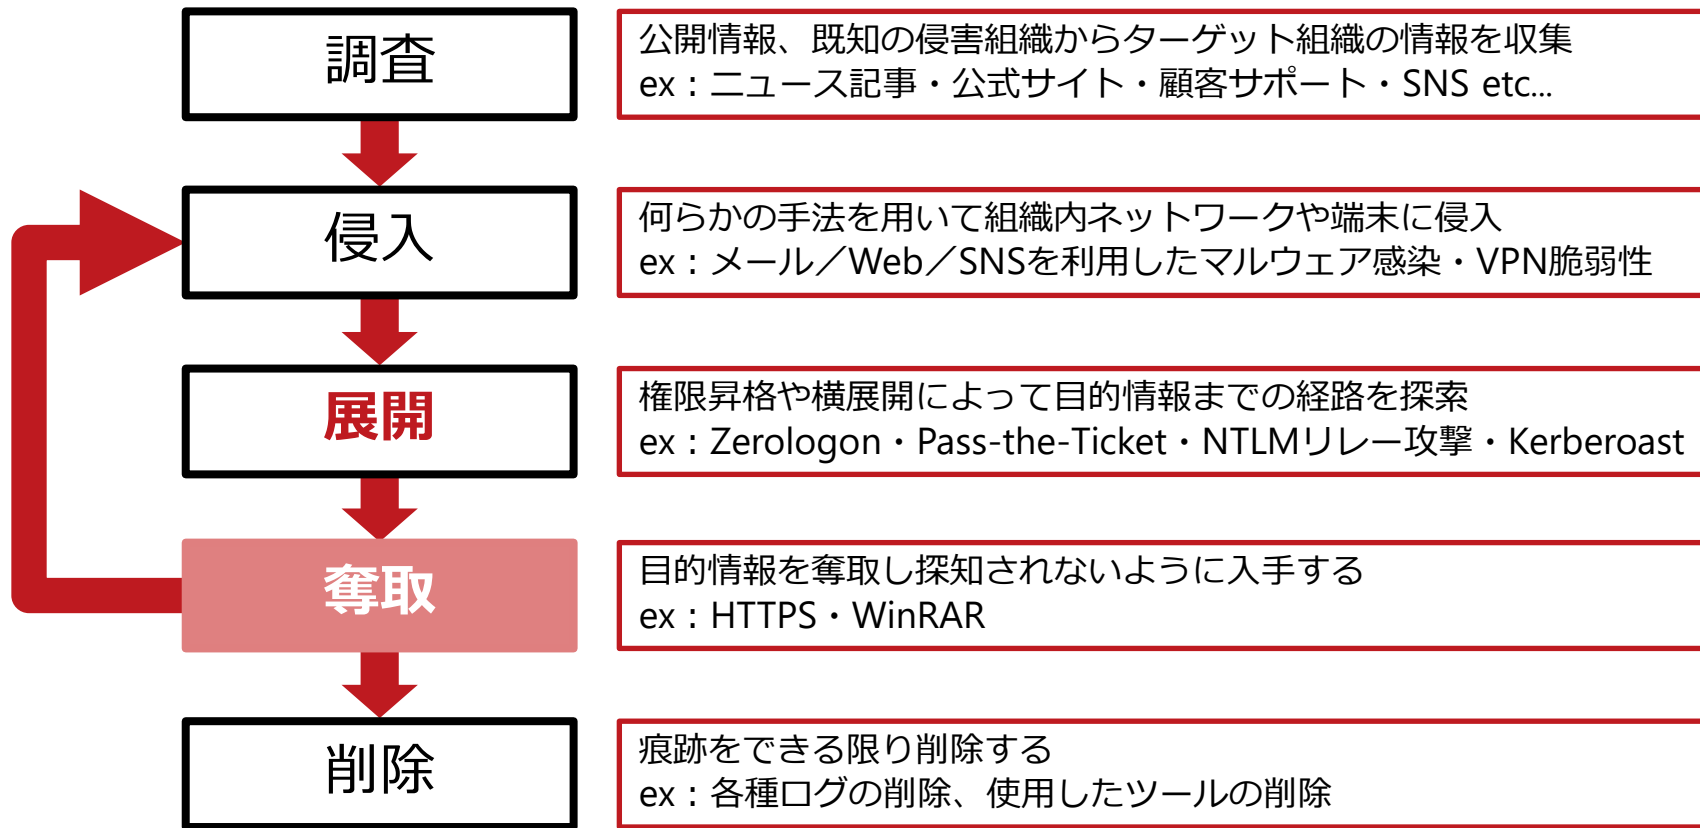 調査
公開情報、既知の侵害組織からターゲット組織の情報を収集
ex：ニュース記事・公式サイト・顧客サポート・SNS etc...
侵入
何らかの手法を用いて組織内ネットワークや端末に侵入
ex：メール／Web／SNSを利用したマルウェア感染・VPN脆弱性
展開
権限昇格や横展開によって目的情報までの経路を探索
ex：Zerologon・Pass-the-Ticket・NTLMリレー攻撃・Kerberoast
奪取
目的情報を奪取し探知されないように入手する
ex：HTTPS・WinRAR
削除
痕跡をできる限り削除する
ex：各種ログの削除、使用したツールの削除